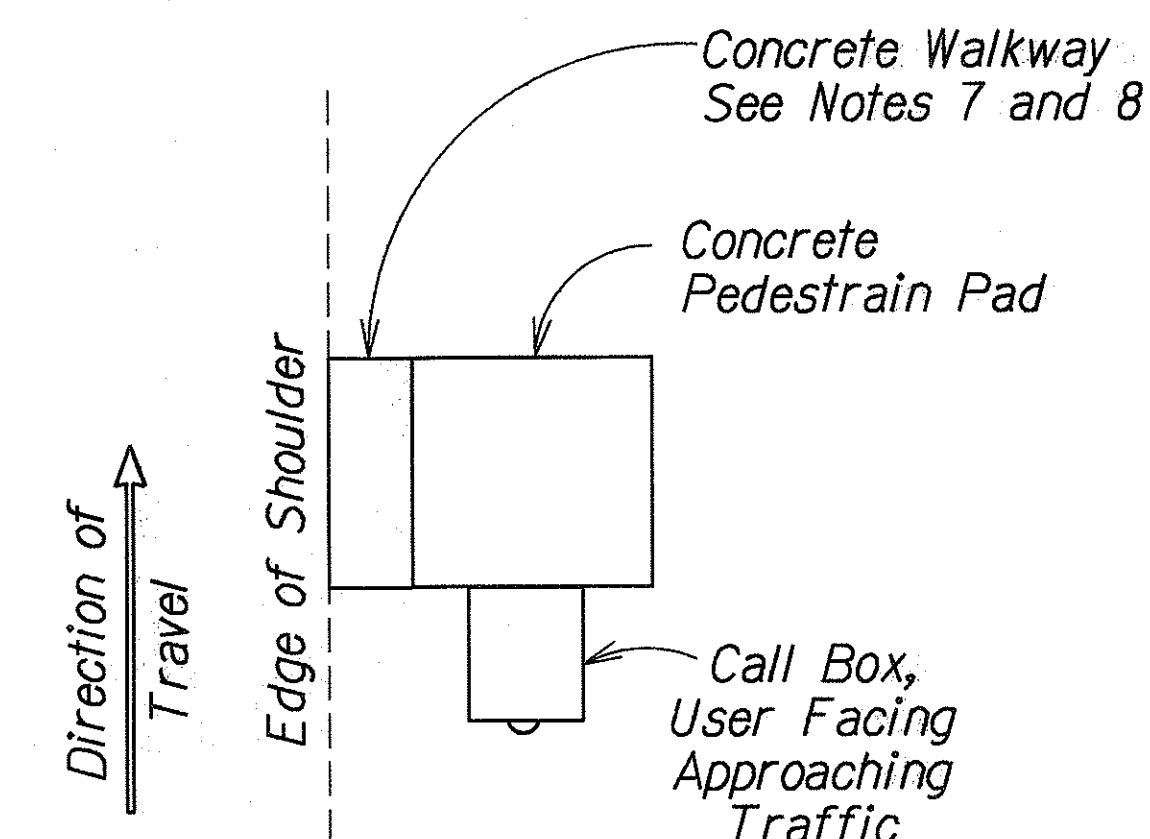 Concrete Walkway
See Notes 7 and 8
Concrete
Pedestrain Pad
Edge of Shoulder
Direction of
Travel
Call Box,
User Facing
Approaching
Traffic